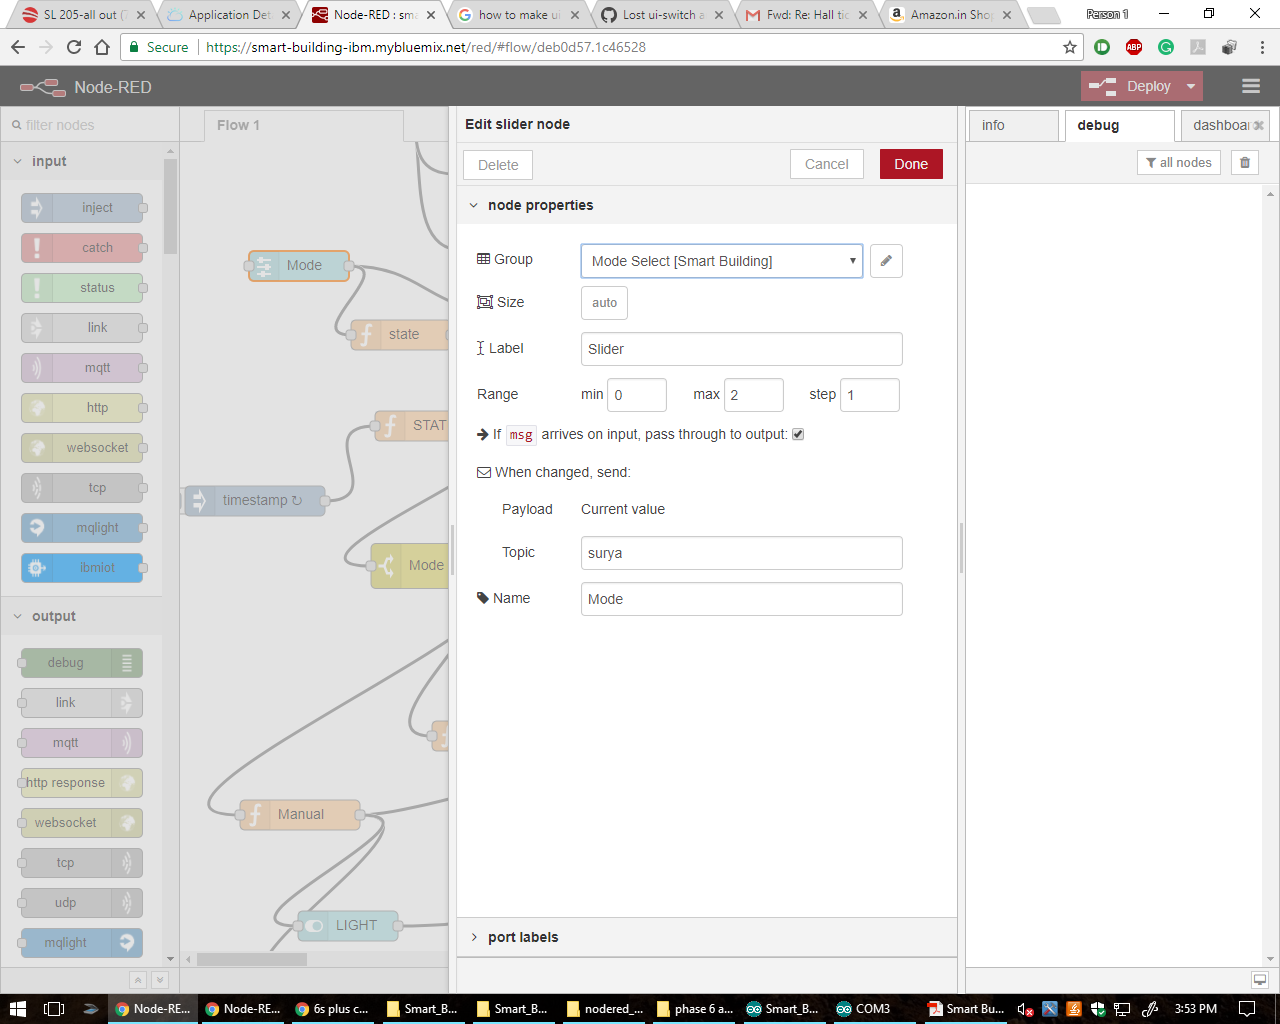 SL 205-all out (
Application Det
Node-RED : sma
how to make u
Lost ui-switch a
Fwd: Re: Hall tic
Amazon.in Shop
Person 1
Secure
https://smart-building-ibm.mybluemix.net/red/#flow/deb0d57.1c46528
ABP
Node-RED
Deploy
filter nodes
Flow 1
Edit slider node
info
debug
dashboar
input
Delete
Cancel
Done
all nodes
inject
catch
status
link
mqtt
http
websocket
tcp
mqlight
ibmiot
output
debug
link
mqtt
http response
websocket
tcp
udp
mqlight
Mode
state
STAT
timestamp ↻
Mode
Manual
LIGHT
node properties
Group
Mode Select [Smart Building]
Size
auto
Label
Slider
Range
min 0
max 2
step 1
If msg arrives on input, pass through to output:
When changed, send:
Payload
Current value
Topic
surya
Name
Mode
port labels
Node-RE...
Node-RE...
6s plus c...
Smart_B...
Smart_B...
nodered_...
phase 6 a...
Smart_B...
COM3
Smart Bu...
3:53 PM